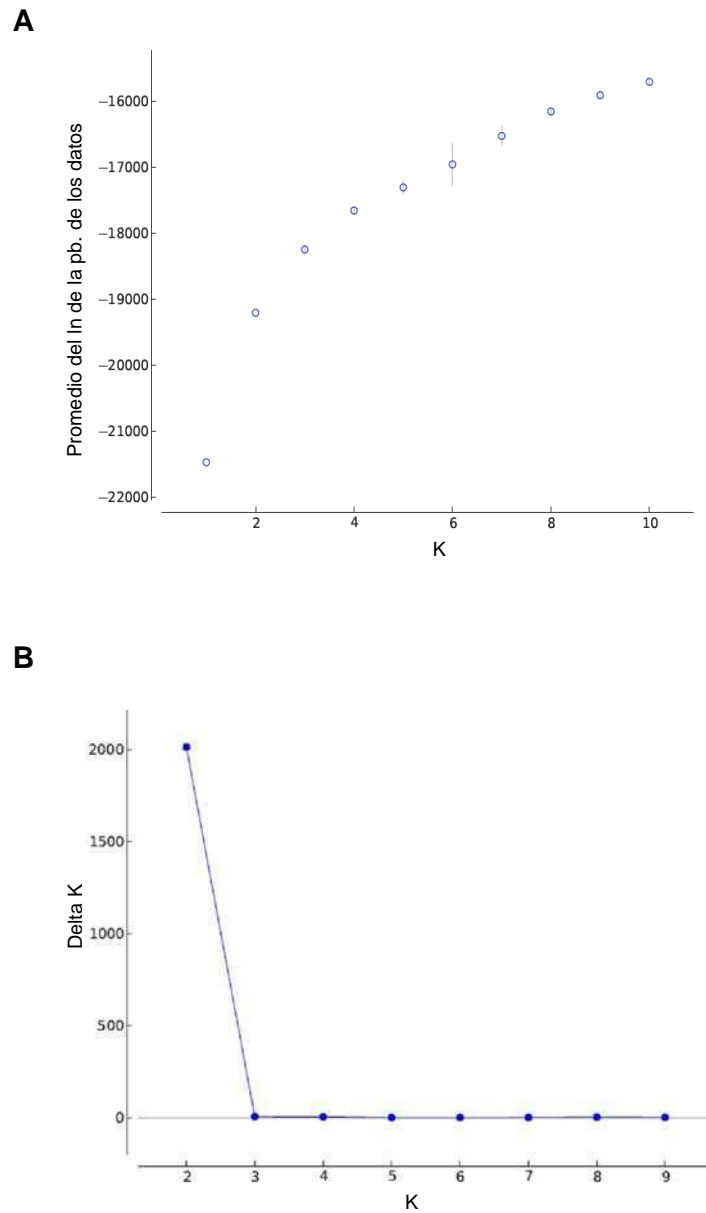 A
Promedio del ln de la pb. de los datos
−16000
−17000
−18000
−19000
−20000
−21000
−22000
2 4 6 8 10
K
B
Delta K
2000
1500
1000
500
0
2 3 4 5 6 7 8 9
K